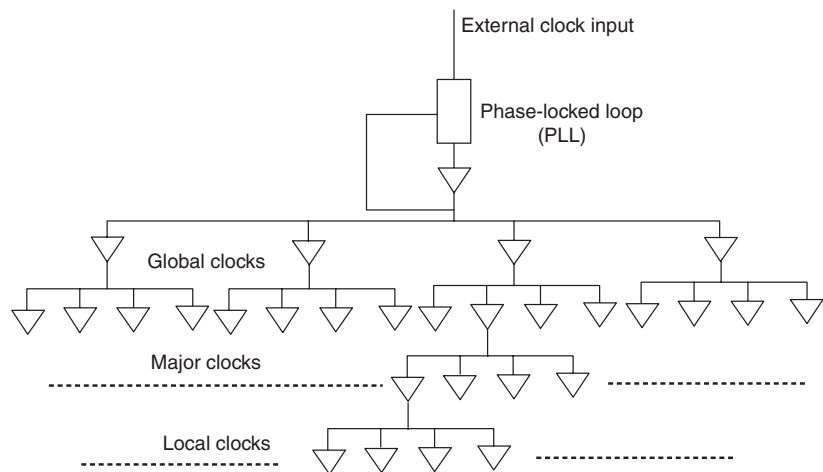 External clock input
Phase-locked loop
(PLL)
Global clocks
Major clocks
Local clocks